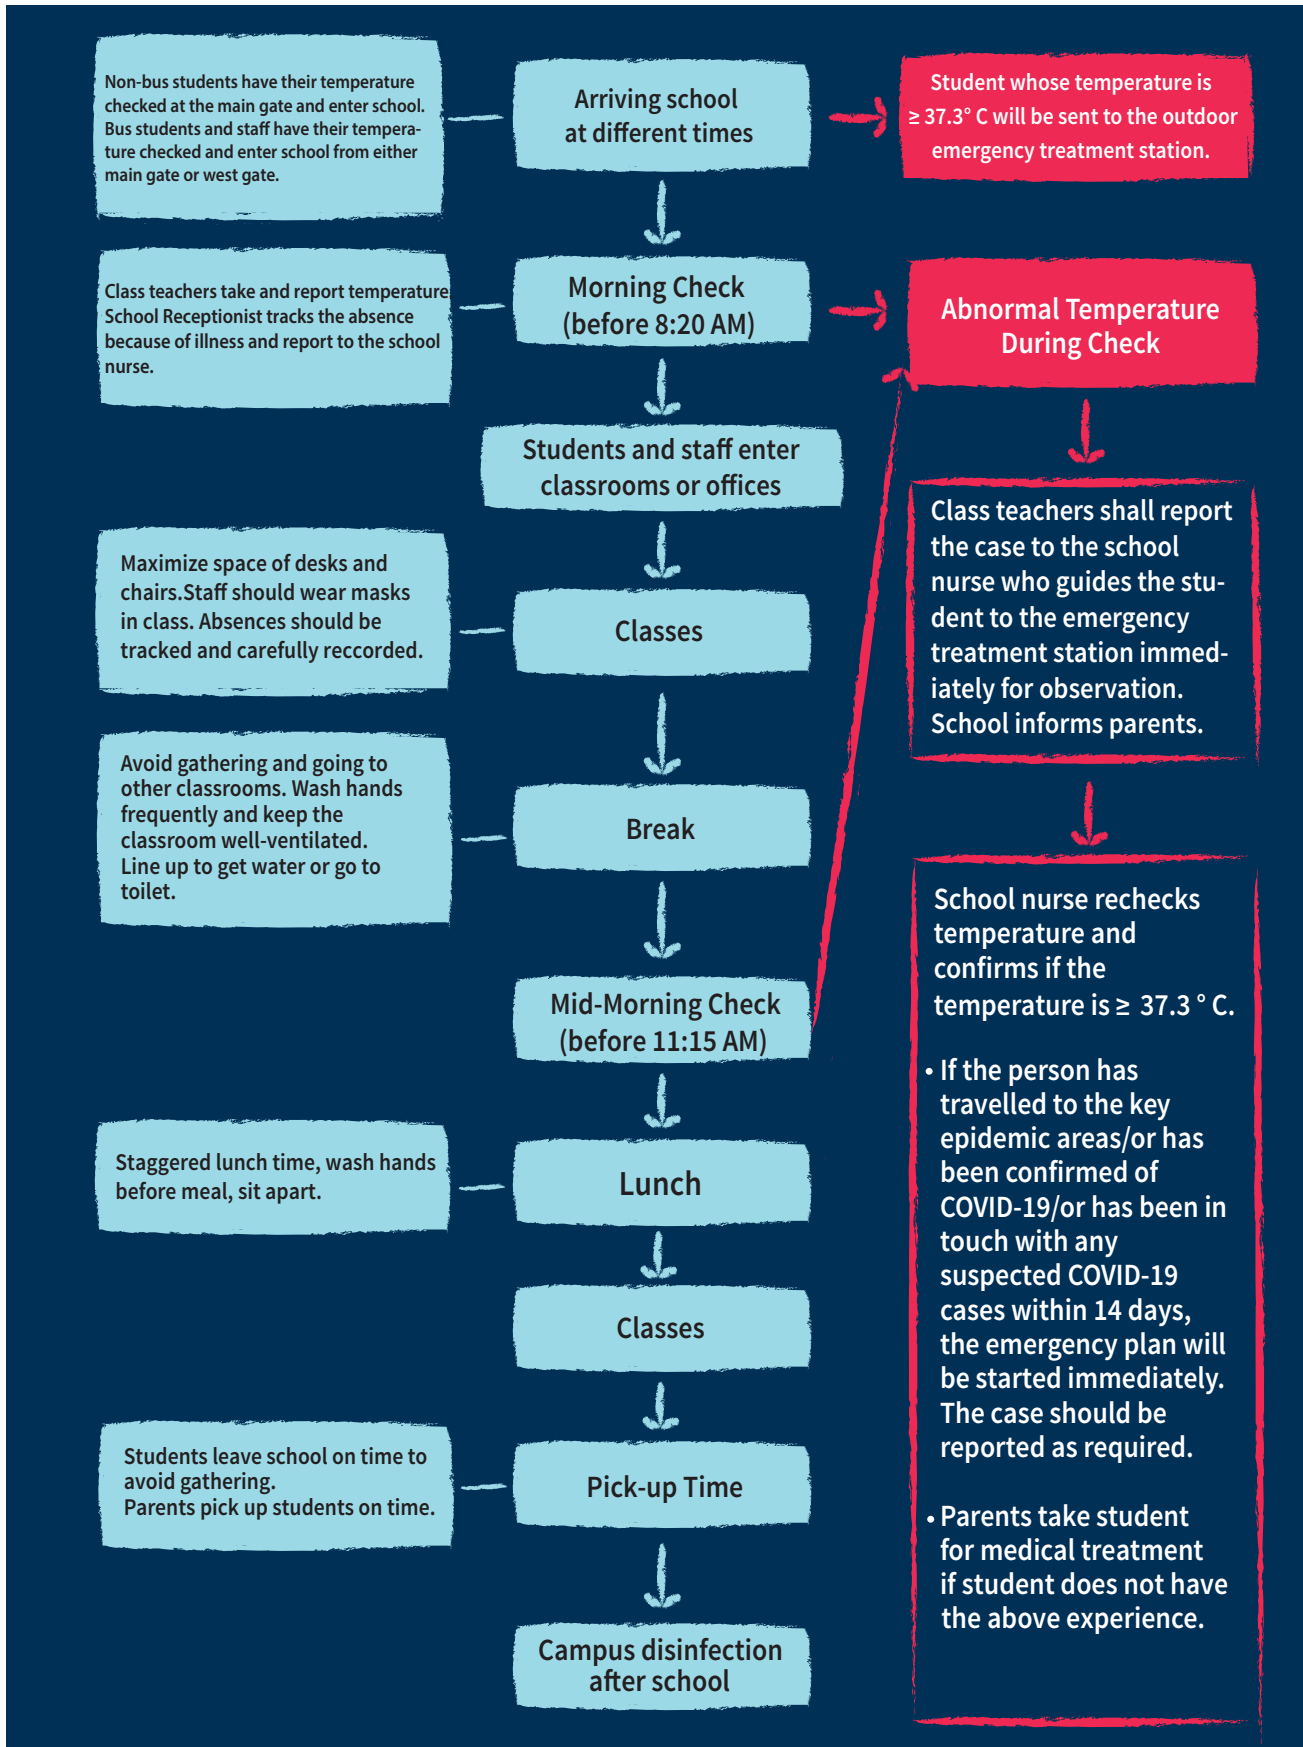 Non-bus students have their temperature
checked at the main gate and enter school.
Bus students and staff have their tempera-
ture checked and enter school from either
main gate or west gate.
Arriving school
at different times
Student whose temperature is
≥ 37.3° C will be sent to the outdoor
emergency treatment station.
Class teachers take and report temperature
School Receptionist tracks the absence
because of illness and report to the school
nurse.
Morning Check
(before 8:20 AM)
Abnormal Temperature
During Check
Students and staff enter
classrooms or offices
Class teachers shall report
the case to the school
nurse who guides the stu-
dent to the emergency
treatment station immed-
iately for observation.
School informs parents.
Maximize space of desks and
chairs.Staff should wear masks
in class. Absences should be
tracked and carefully reccorded.
Classes
Avoid gathering and going to
other classrooms. Wash hands
frequently and keep the
classroom well-ventilated.
Line up to get water or go to
toilet.
Break
School nurse rechecks
temperature and
confirms if the
temperature is ≥ 37.3 ° C.
• If the person has
travelled to the key
epidemic areas/or has
been confirmed of
COVID-19/or has been in
touch with any
suspected COVID-19
cases within 14 days,
the emergency plan will
be started immediately.
The case should be
reported as required.
• Parents take student
for medical treatment
if student does not have
the above experience.
Mid-Morning Check
(before 11:15 AM)
Staggered lunch time, wash hands
before meal, sit apart.
Lunch
Classes
Students leave school on time to
avoid gathering.
Parents pick up students on time.
Pick-up Time
Campus disinfection
after school